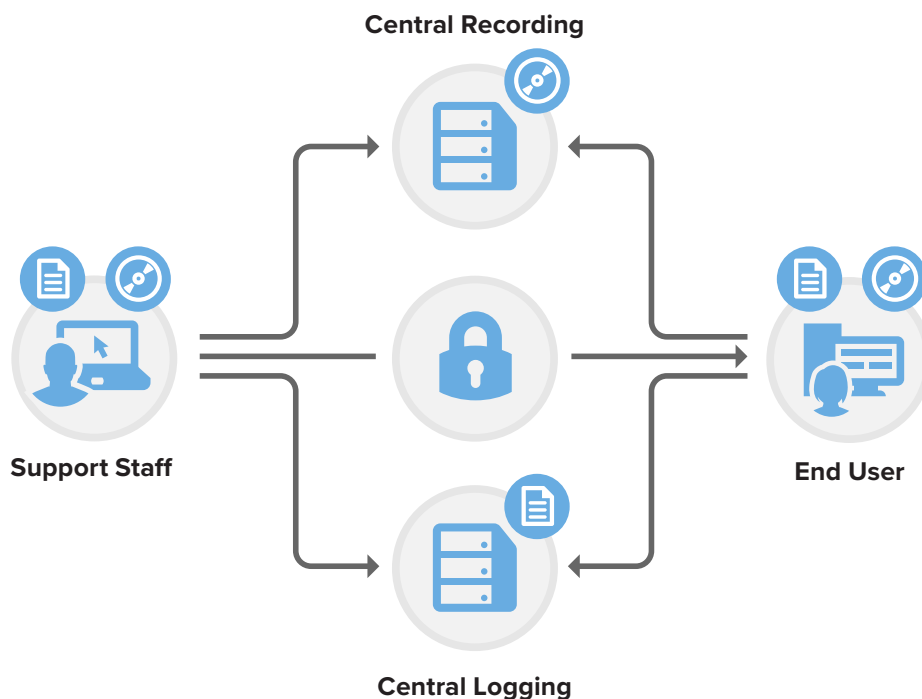 Central Recording
Support Staff
End User
Central Logging